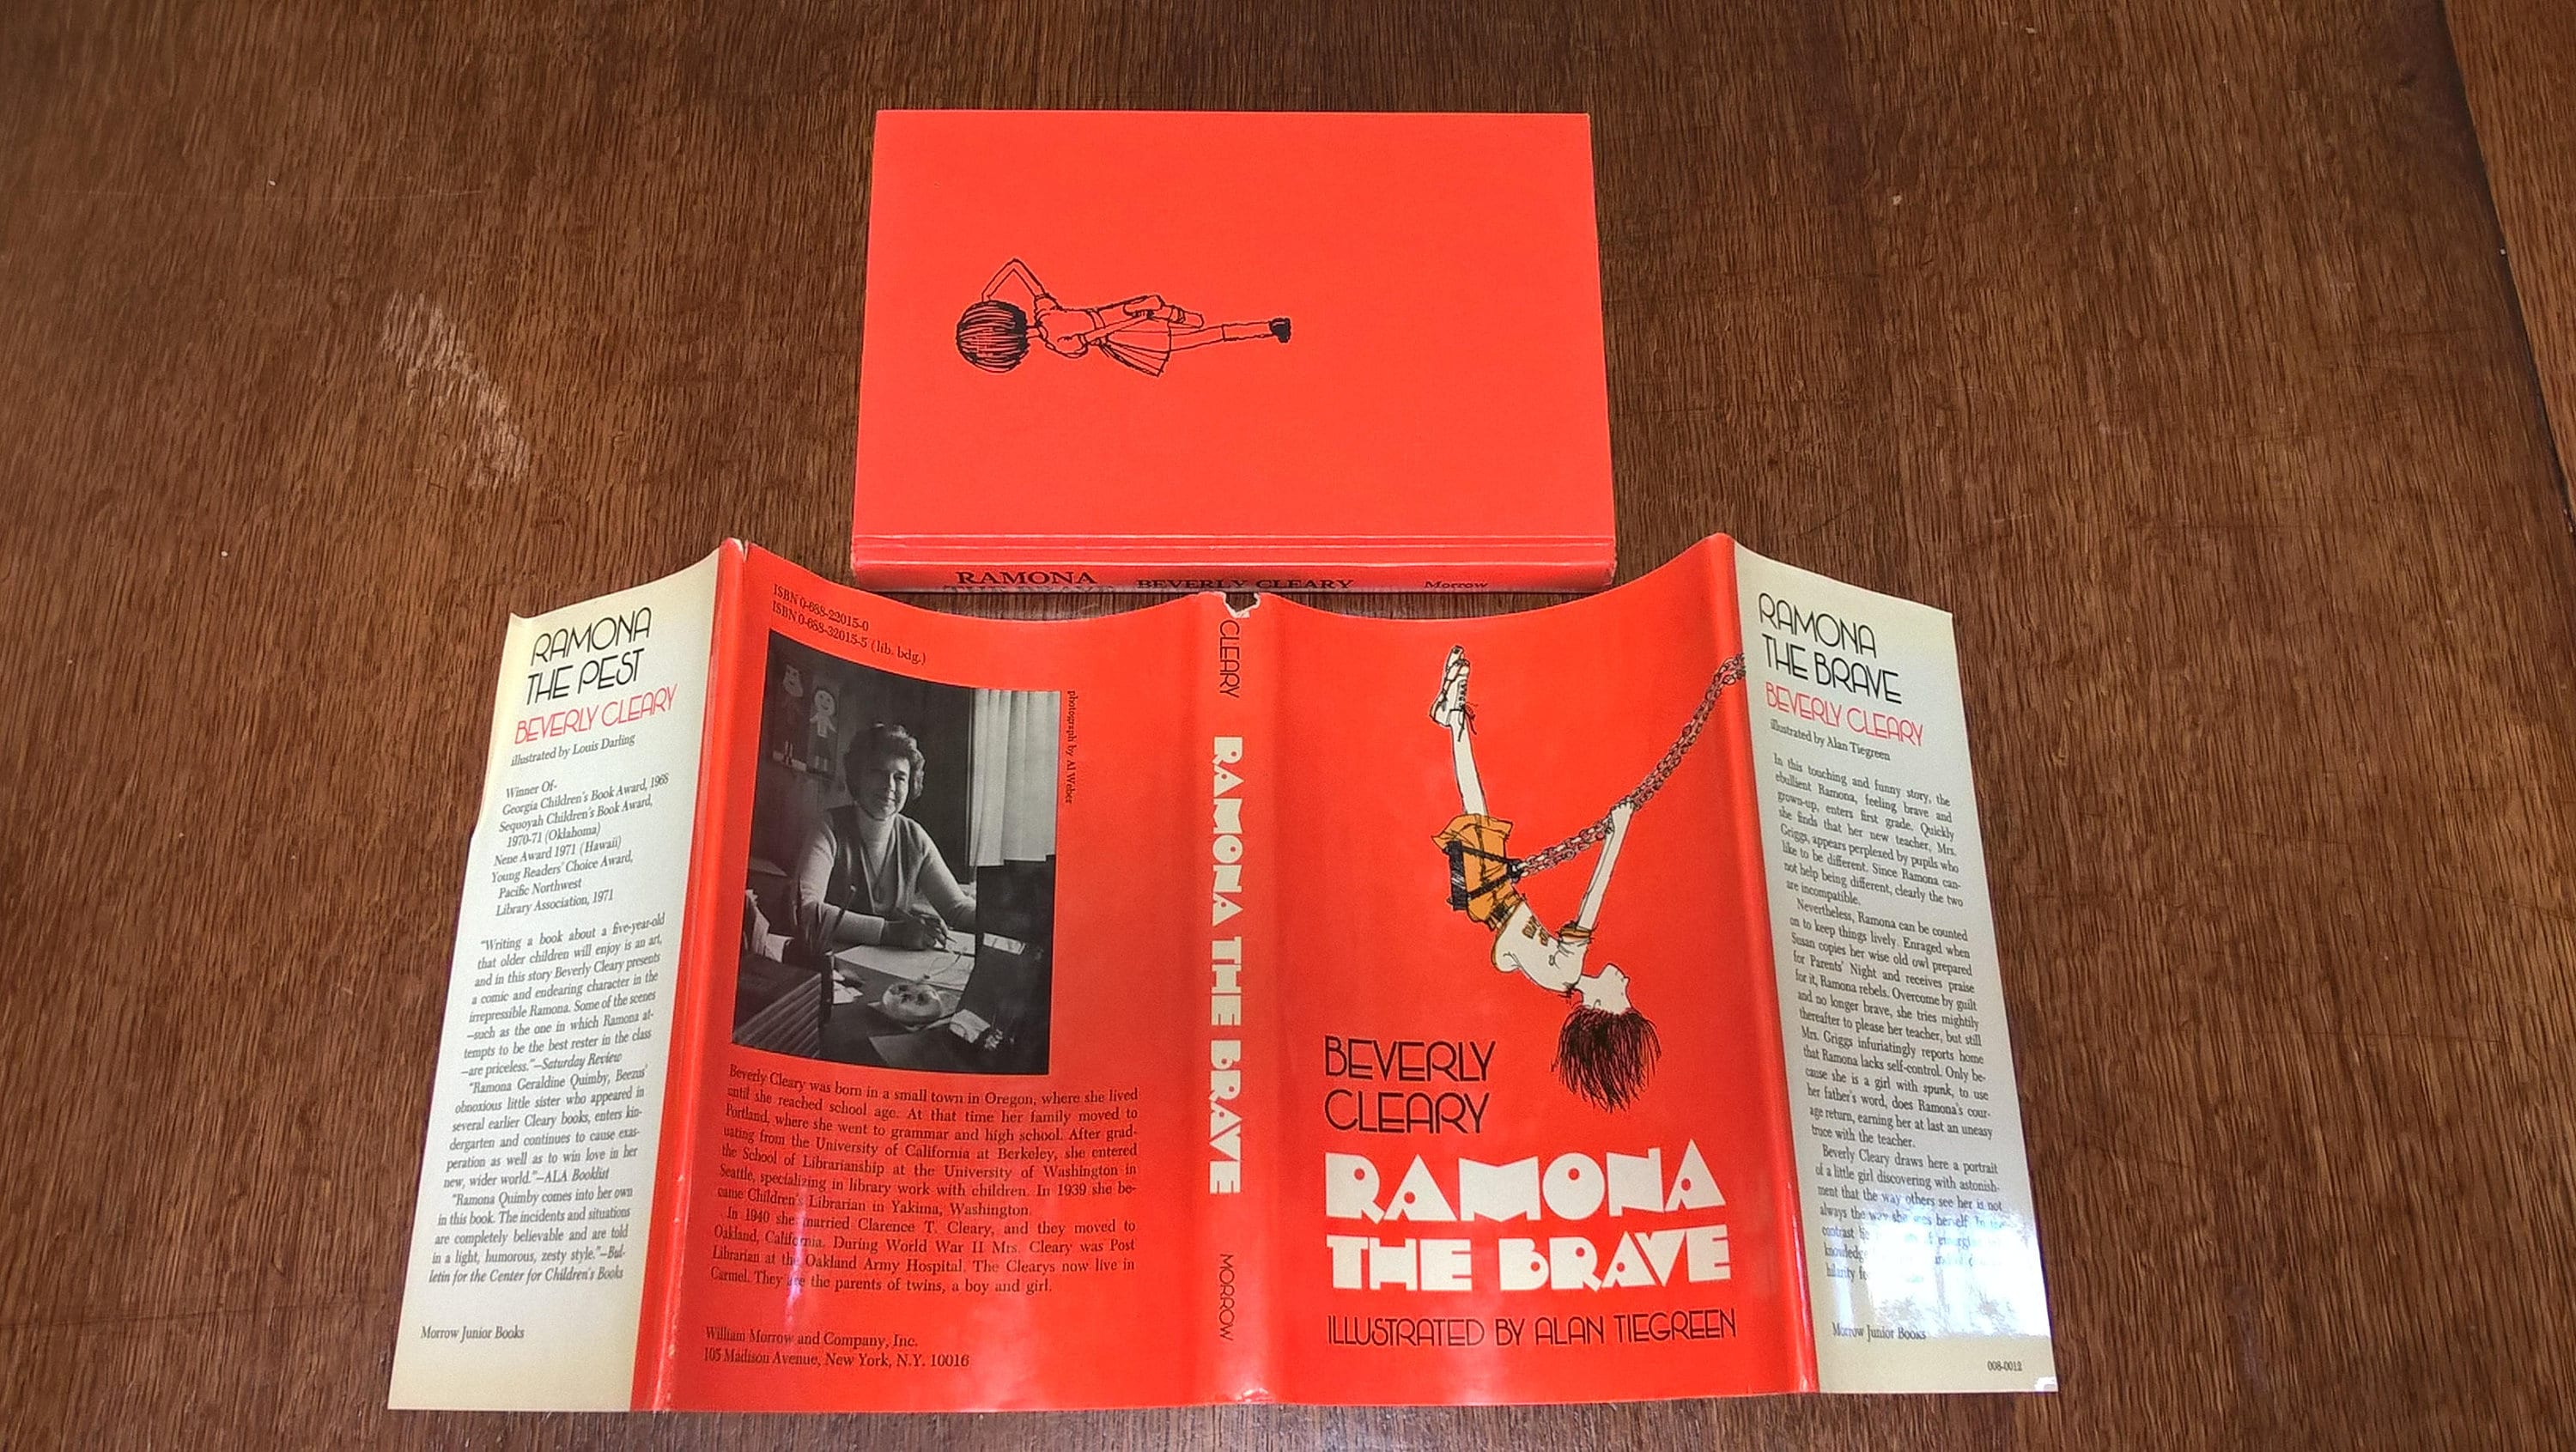 RAMONA
BEVERLY CLEARY
Morrow
RAMONA
THE PEST
BEVERLY CLEARY
illustrated by Louis Darling
Winner Of-
Georgia Children's Book Award, 1968
Sequoyah Children's Book Award,
1970-71 (Oklahoma)
Nene Award 1971 (Hawaii)
Young Readers' Choice Award,
Pacific Northwest
Library Association, 1971
"Writing a book about a five-year-old
that older children will enjoy is an art,
and in this story Beverly Cleary presents
a comic and endearing character in the
irrepressible Ramona. Some of the scenes
—such as the one in which Ramona at-
tempts to be the best rester in the class
—are priceless."—Saturday Review
"Ramona Geraldine Quimby, Beezus'
obnoxious little sister who appeared in
several earlier Cleary books, enters kin-
dergarten and continues to cause exas-
peration as well as to win love in her
new, wider world."—ALA Booklist
"Ramona Quimby comes into her own
in this book. The incidents and situations
are completely believable and are told
in a light, humorous, zesty style."—Bul-
letin for the Center for Children's Books
Morrow Junior Books
ISBN 0-688-22015-0
ISBN 0-688-32015-5 (lib. bdg.)
photograph by Al Weber
Beverly Cleary was born in a small town in Oregon, where she lived
until she reached school age. At that time her family moved to
Portland, where she went to grammar and high school. After grad-
uating from the University of California at Berkeley, she entered
the School of Librarianship at the University of Washington in
Seattle, specializing in library work with children. In 1939 she be-
came Children's Librarian in Yakima, Washington.
In 1940 she married Clarence T. Cleary, and they moved to
Oakland, California. During World War II Mrs. Cleary was Post
Librarian at the Oakland Army Hospital. The Clearys now live in
Carmel. They are the parents of twins, a boy and girl.
William Morrow and Company, Inc.
105 Madison Avenue, New York, N.Y. 10016
CLEARY
RAMONA THE BRAVE
MORROW
BEVERLY
CLEARY
RAMONA
THE BRAVE
ILLUSTRATED BY ALAN TIEGREEN
RAMONA
THE BRAVE
BEVERLY CLEARY
illustrated by Alan Tiegreen
In this touching and funny story, the
ebullient Ramona, feeling brave and
grown-up, enters first grade. Quickly
she finds that her new teacher, Mrs.
Griggs, appears perplexed by pupils who
like to be different. Since Ramona can-
not help being different, clearly the two
are incompatible.
Nevertheless, Ramona can be counted
on to keep things lively. Enraged when
Susan copies her wise old owl prepared
for Parents' Night and receives praise
for it, Ramona rebels. Overcome by guilt
and no longer brave, she tries mightily
thereafter to please her teacher, but still
Mrs. Griggs infuriatingly reports home
that Ramona lacks self-control. Only be-
cause she is a girl with spunk, to use
her father's word, does Ramona's cour-
age return, earning her at last an uneasy
truce with the teacher.
Beverly Cleary draws here a portrait
of a little girl discovering with astonish-
ment that the way others see her is not
always the way she sees herself. In the
contrast
hilarity
Morrow Junior Books
008-0012